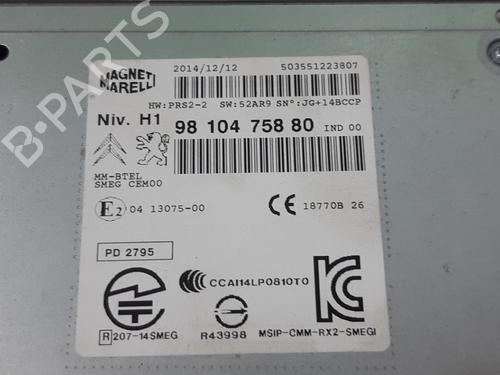 MAGNETI MARELLI
2014/12/12 503551223807
HW:PRS2-2 SW:52AR9 SN°:JG+14BCCP
Niv. H1 98 104 758 80 IND 00
MM-BTEL
SMEG CEM00
E2 04 13075-00 CE 18770B 26
PD 2795
CCAI14LP0810T0
R 207-14SMEG R43998 MSIP-CMM-RX2-SMEGI
B-Parts